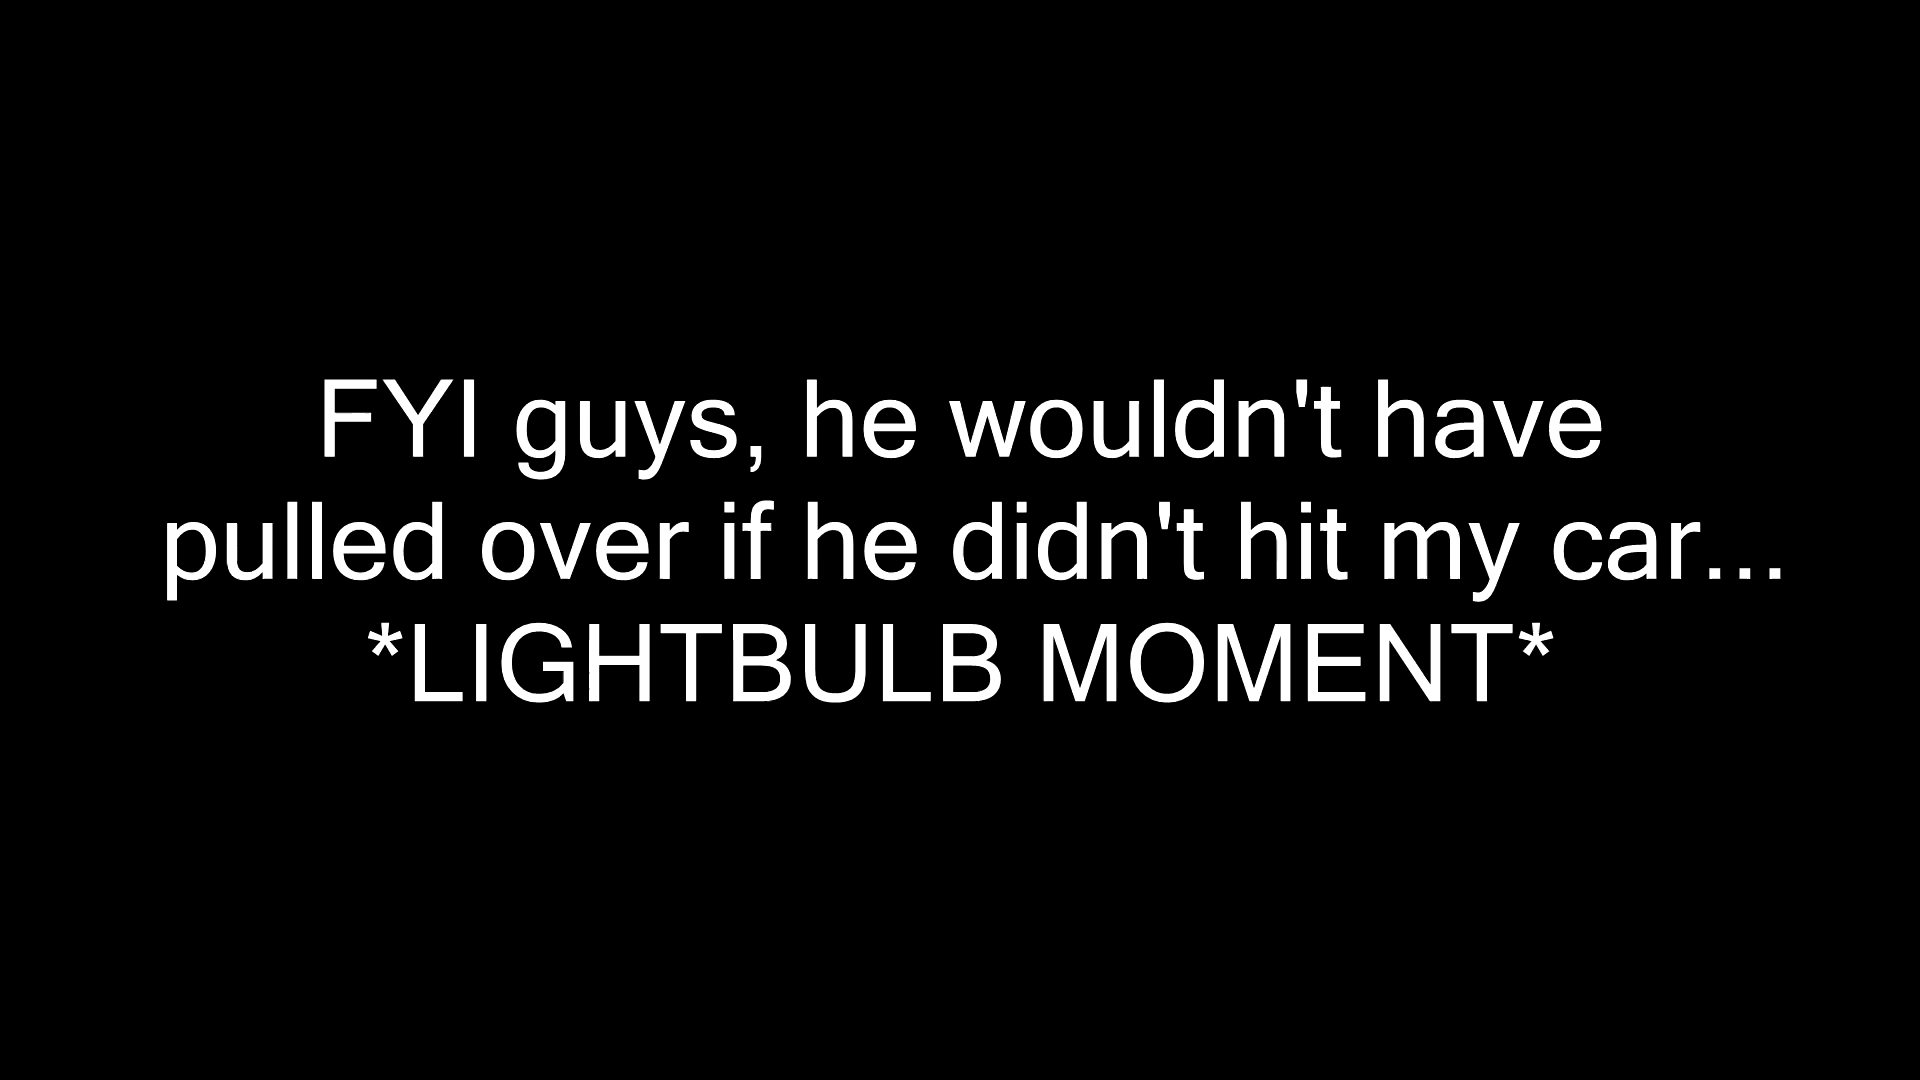 FYI guys, he wouldn't have
pulled over if he didn't hit my car...
*LIGHTBULB MOMENT*